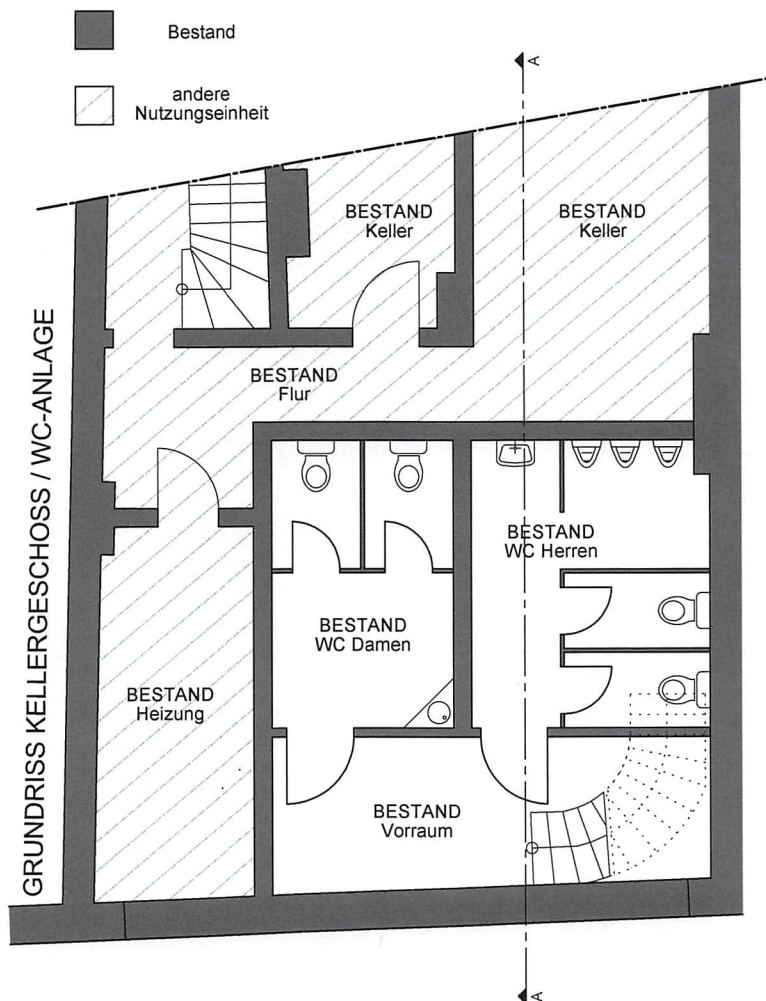 Bestand
andere
Nutzungseinheit
A
BESTAND
Keller
BESTAND
Keller
BESTAND
Flur
GRUNDRISS KELLERGESCHOSS / WC-ANLAGE
BESTAND
WC Herren
BESTAND
WC Damen
BESTAND
Heizung
BESTAND
Vorraum
A